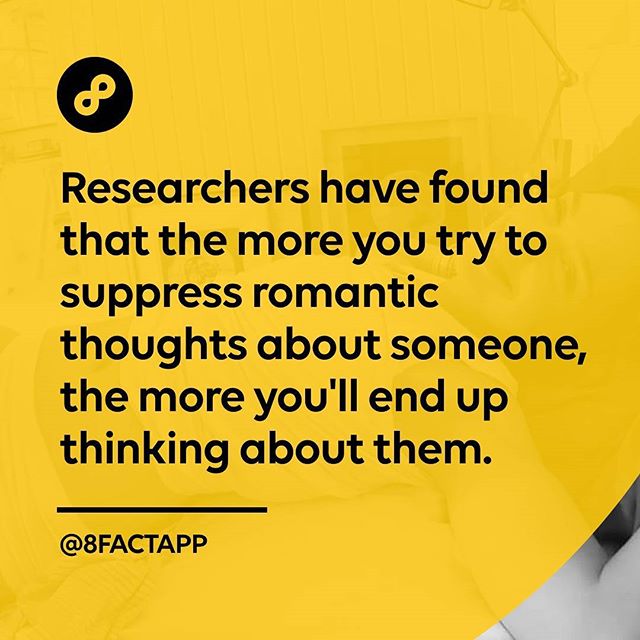 Researchers have found
that the more you try to
suppress romantic
thoughts about someone,
the more you'll end up
thinking about them.
@8FACTAPP